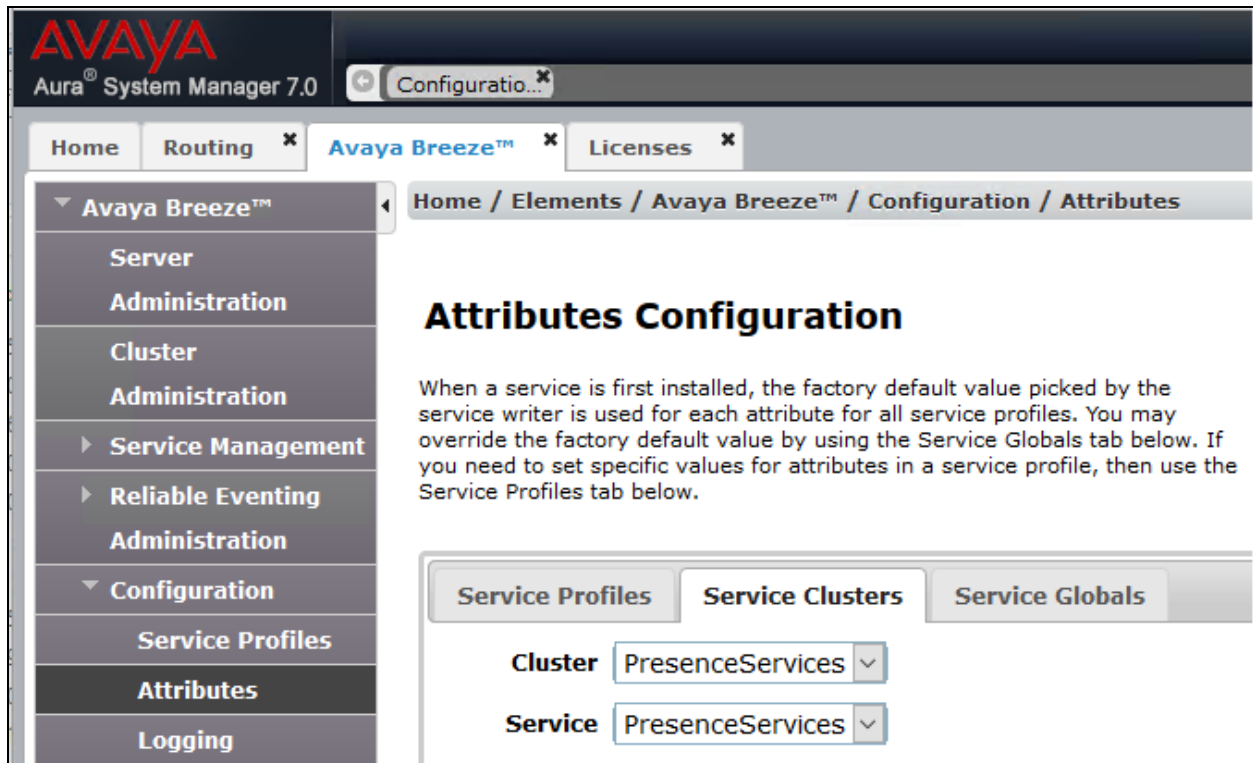 AVAYA
Aura® System Manager 7.0
Configuratio...
Home
Routing
Avaya Breeze™
Licenses
Avaya Breeze™
Server
Administration
Cluster
Administration
Service Management
Reliable Eventing
Administration
Configuration
Service Profiles
Attributes
Logging
Home / Elements / Avaya Breeze™ / Configuration / Attributes
Attributes Configuration
When a service is first installed, the factory default value picked by the
service writer is used for each attribute for all service profiles. You may
override the factory default value by using the Service Globals tab below. If
you need to set specific values for attributes in a service profile, then use the
Service Profiles tab below.
Service Profiles
Service Clusters
Service Globals
Cluster PresenceServices
Service PresenceServices